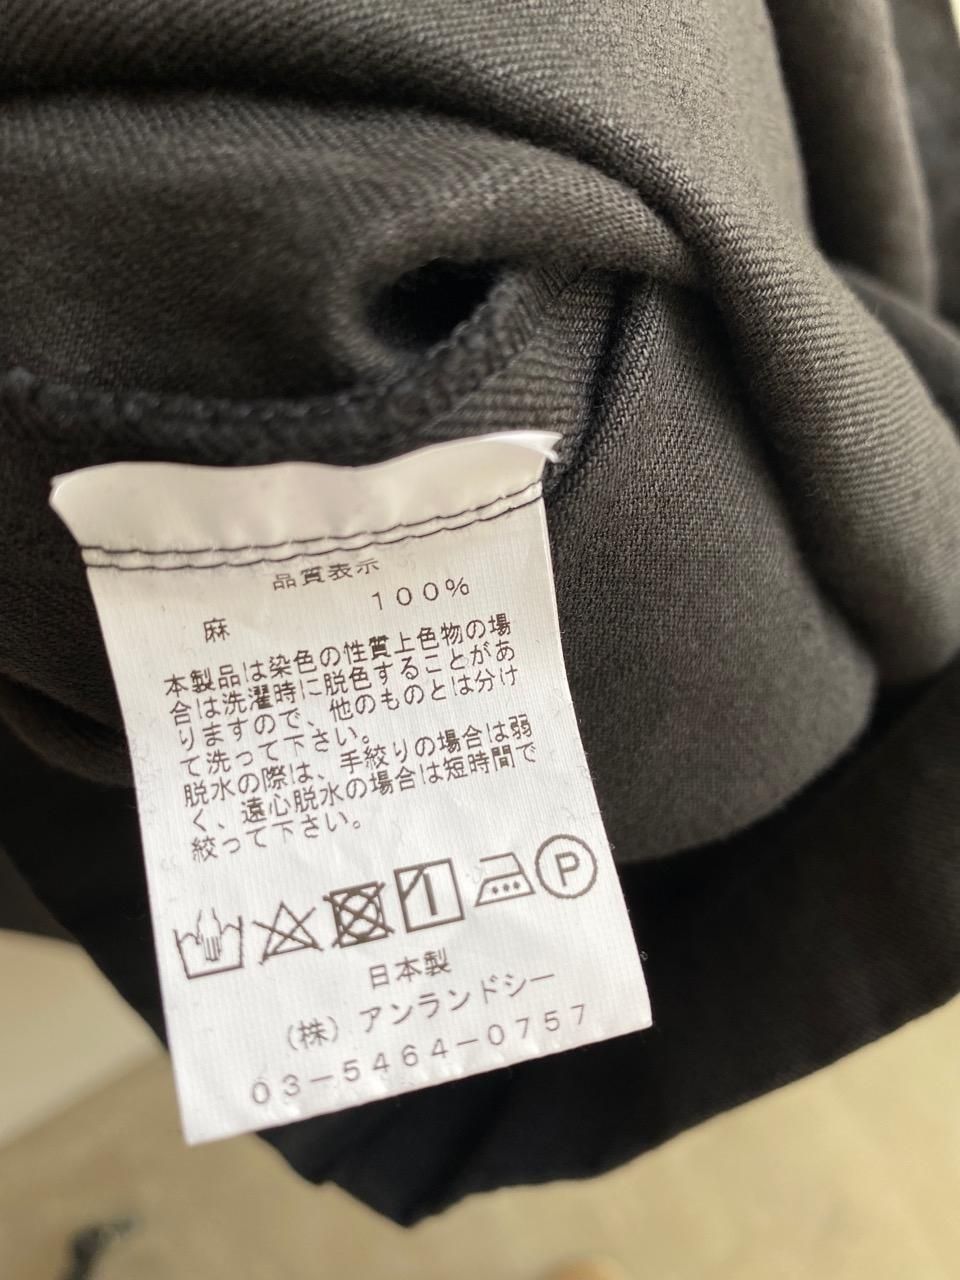 品質表示
麻 100%
本製品は染色の性質上色物の場
合は洗濯時に脱色することがあ
りますので、他のものとは分け
て洗って下さい。
脱水の際は、手絞りの場合は弱
く、遠心脱水の場合は短時間で
絞って下さい。
P
日本製
(株) アンランドシー
03-5464-0757